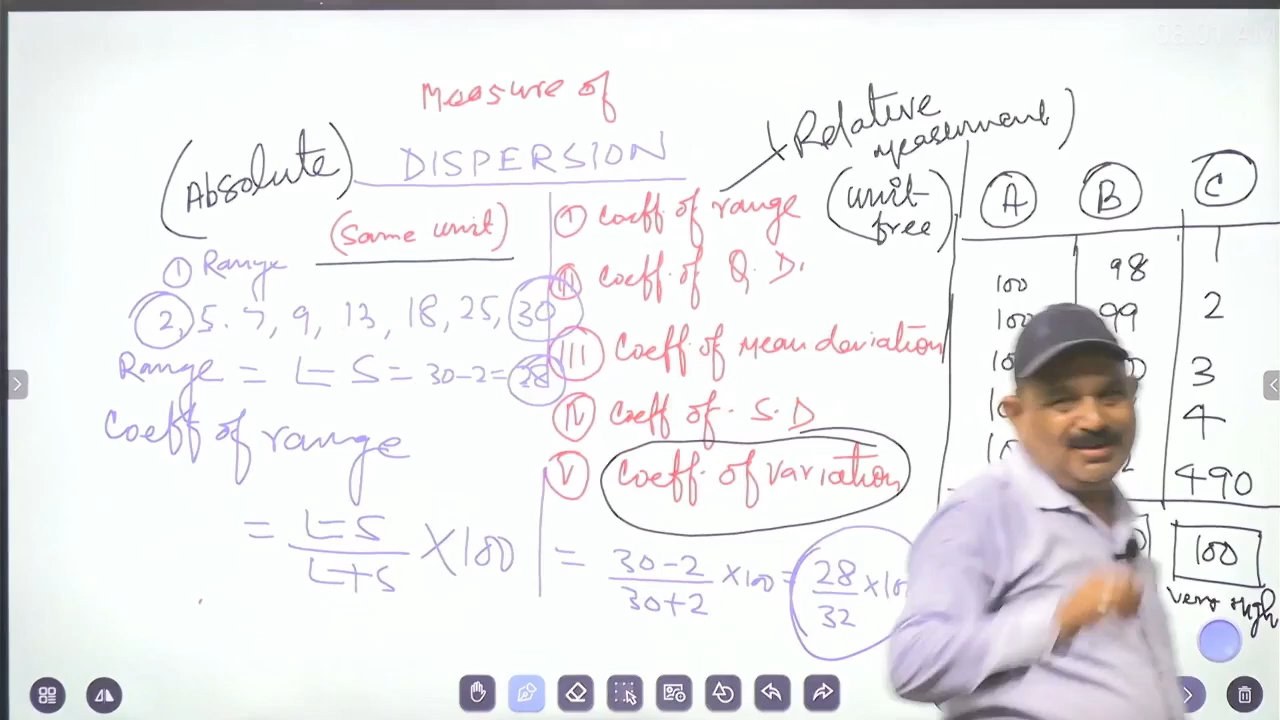 Measure of
DISPERSION
(Absolute)
(Same unit)
① Range
2, 5, 7, 9, 13, 18, 25, 30
Range = L-S = 30-2 = 28
Coeff of range
= L-S / L+S × 100
Relative
measurement)
(unit-
free)
I Coeff. of range
II Coeff. of Q. D.
III Coeff. of mean deviation
IV Coeff of. S. D
V Coeff. of variation
= 30-2 / 30+2 × 100 = 28 / 32 × 10
A B C
100 98 1
99 2
3
4
490
100
very high